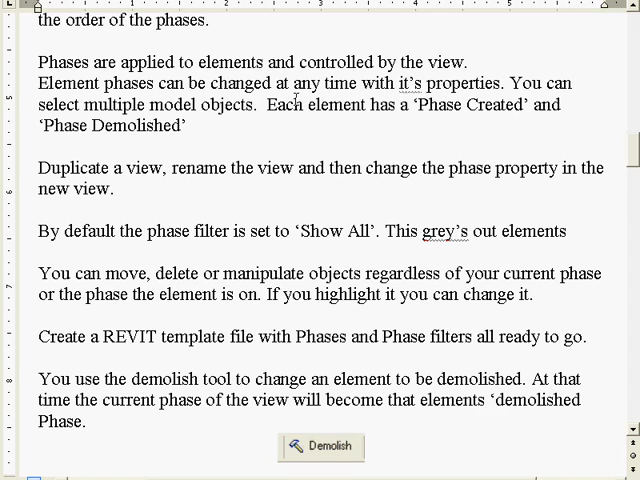 the order of the phases.
Phases are applied to elements and controlled by the view.
Element phases can be changed at any time with it’s properties. You can
select multiple model objects.  Each element has a ‘Phase Created’ and
‘Phase Demolished’
Duplicate a view, rename the view and then change the phase property in the
new view.
By default the phase filter is set to ‘Show All’. This grey’s out elements
You can move, delete or manipulate objects regardless of your current phase
or the phase the element is on. If you highlight it you can change it.
Create a REVIT template file with Phases and Phase filters all ready to go.
You use the demolish tool to change an element to be demolished. At that
time the current phase of the view will become that elements ‘demolished
Phase.
Demolish